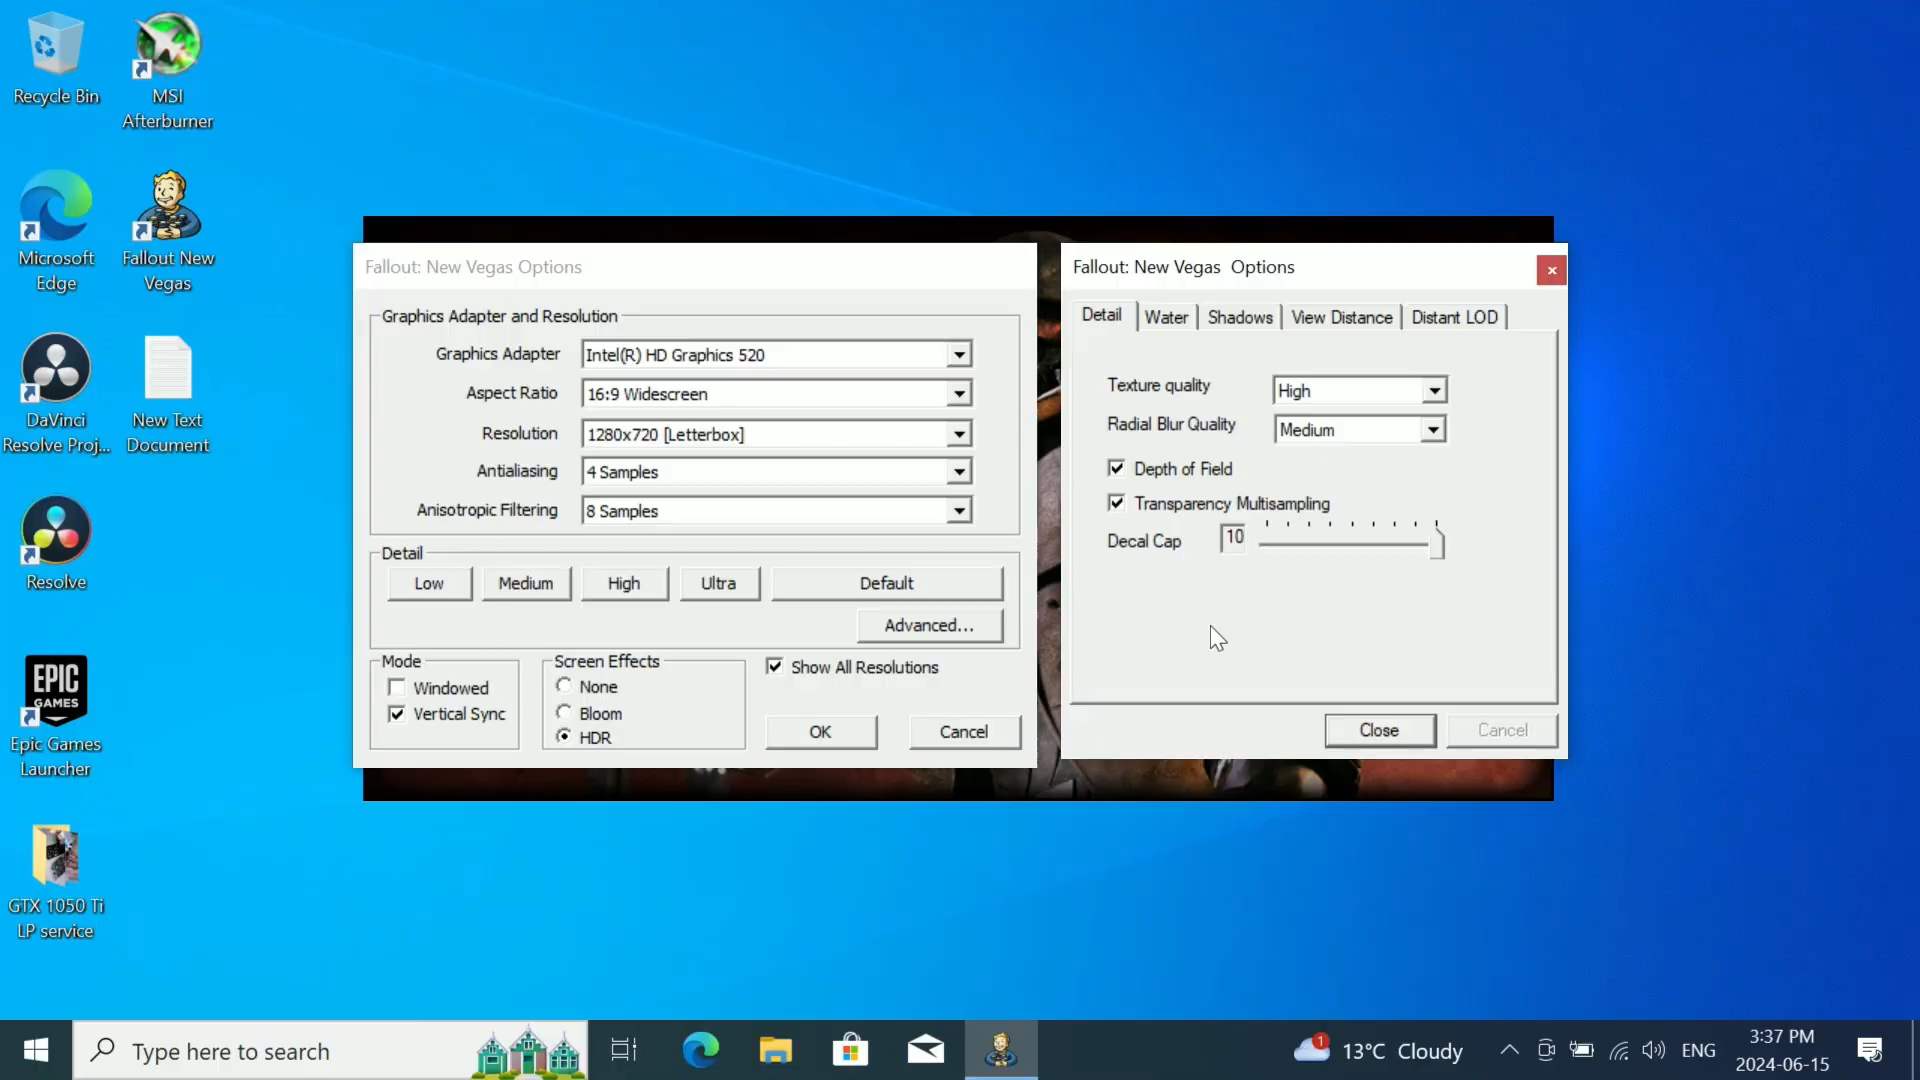 Recycle Bin
MSI
Afterburner
Microsoft
Edge
Fallout New
Vegas
DaVinci
Resolve Proj...
New Text
Document
Resolve
EPIC
GAMES
Epic Games
Launcher
GTX 1050 Ti
LP service
Fallout: New Vegas Options
Graphics Adapter and Resolution
Graphics Adapter
Intel(R) HD Graphics 520
Aspect Ratio
16:9 Widescreen
Resolution
1280x720 [Letterbox]
Antialiasing
4 Samples
Anisotropic Filtering
8 Samples
Detail
Low
Medium
High
Ultra
Default
Advanced...
Mode
Windowed
Vertical Sync
Screen Effects
None
Bloom
HDR
Show All Resolutions
OK
Cancel
Fallout: New Vegas  Options
Detail
Water
Shadows
View Distance
Distant LOD
Texture quality
High
Radial Blur Quality
Medium
Depth of Field
Transparency Multisampling
Decal Cap
10
Close
Cancel
Type here to search
1
13°C Cloudy
ENG
3:37 PM
2024-06-15